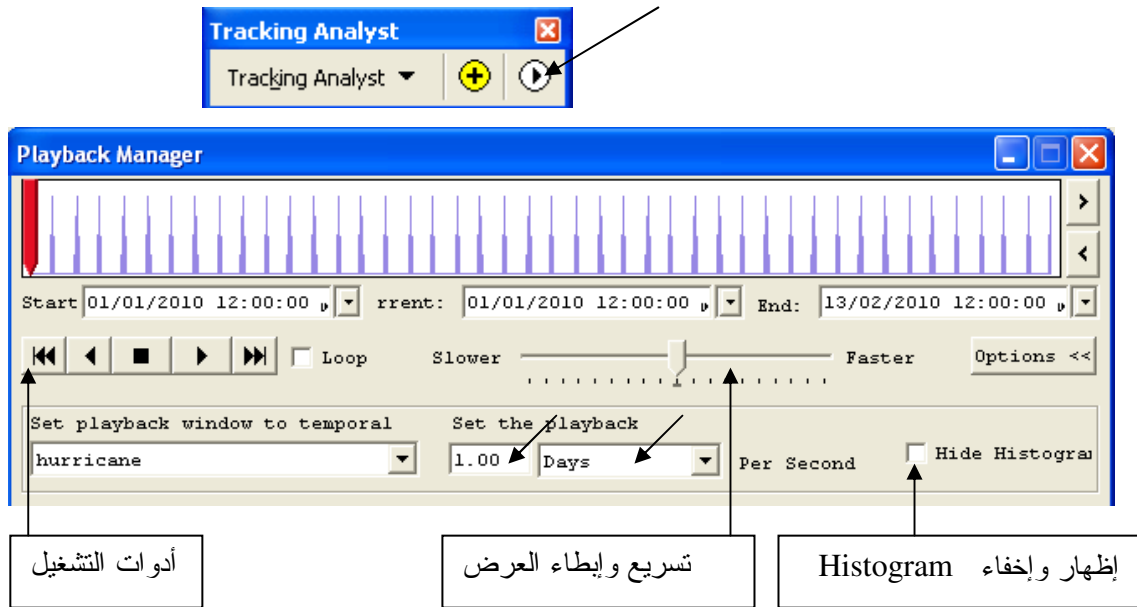 Tracking Analyst
Tracking Analyst
Playback Manager
Start 01/01/2010 12:00:00 rrent: 01/01/2010 12:00:00 End: 13/02/2010 12:00:00
Loop Slower Faster Options <<
Set playback window to temporal Set the playback
hurricane 1.00 Days Per Second Hide Histogra
أدوات التشغيل تسريع وإبطاء العرض إظهار وإخفاء Histogram